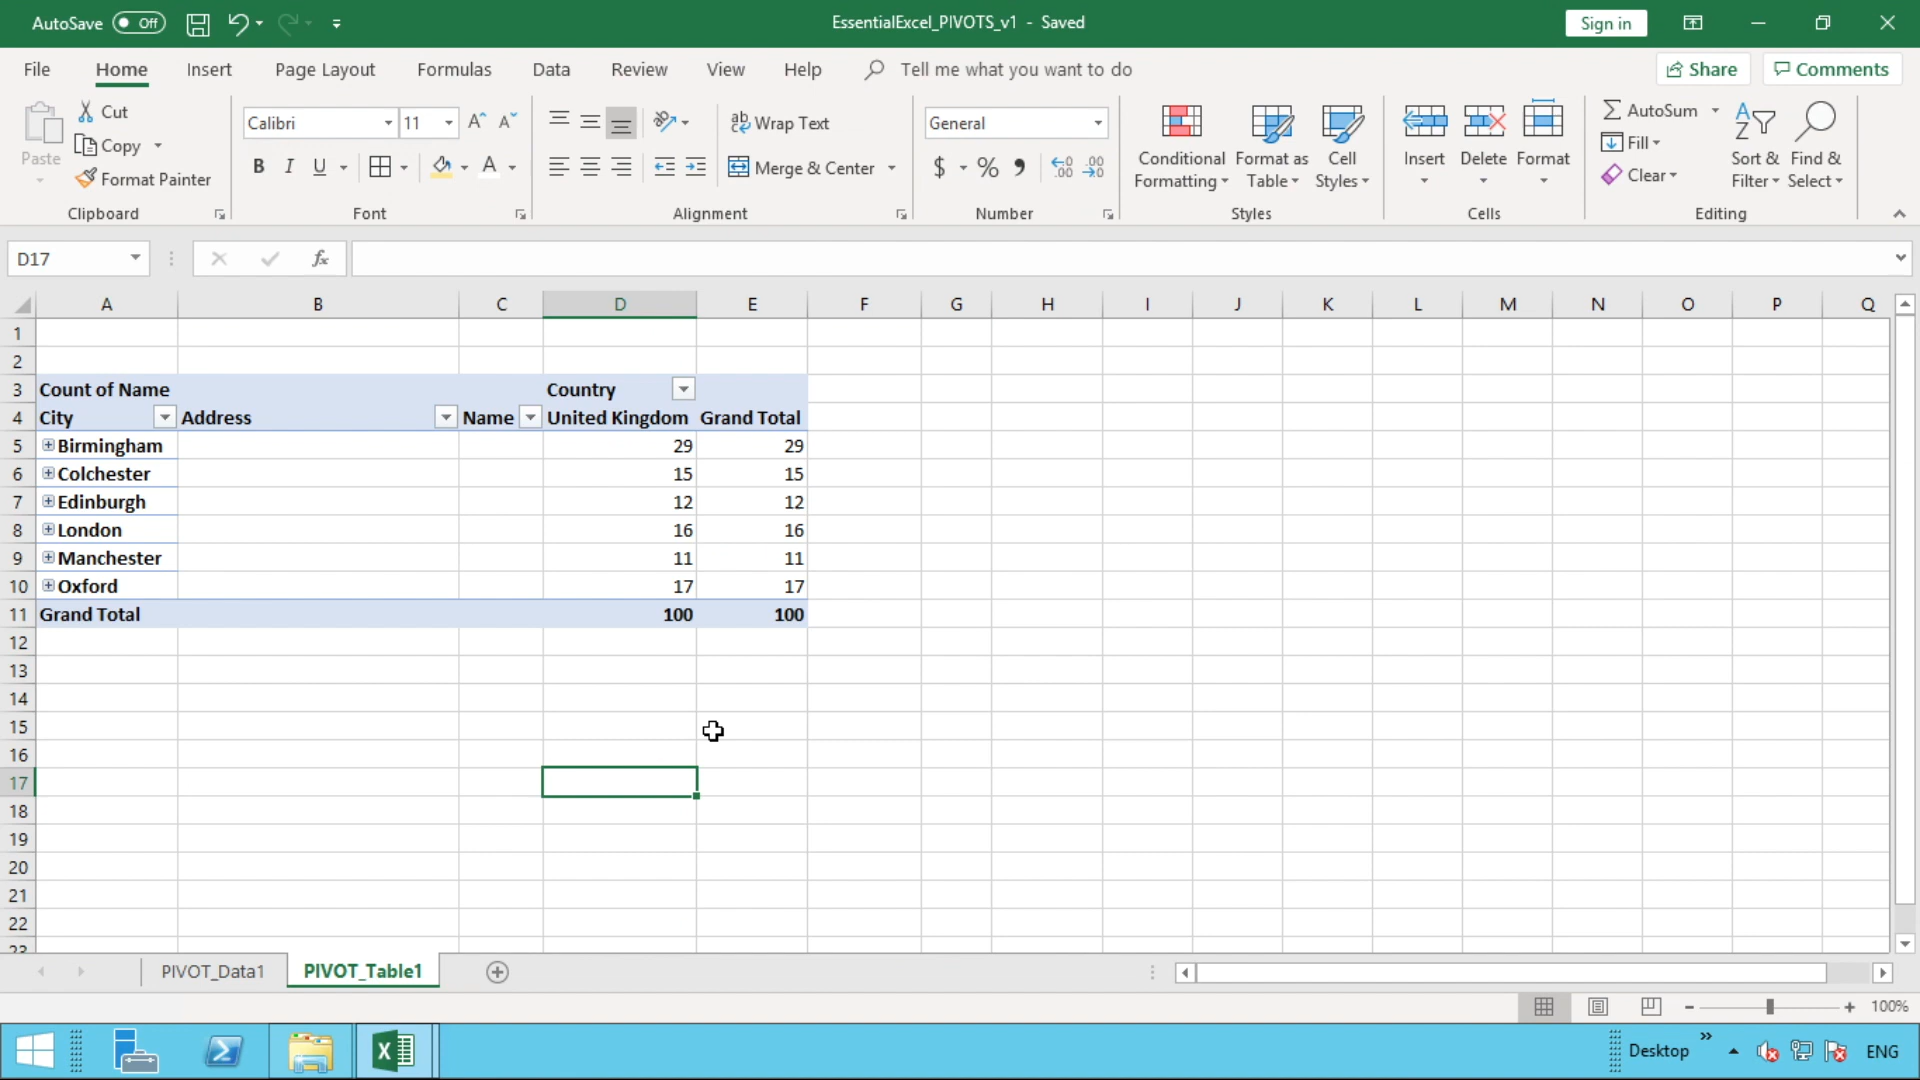 AutoSave Off EssentialExcel_PIVOTS_v1 - Saved Sign in
File Home Insert Page Layout Formulas Data Review View Help Tell me what you want to do Share Comments
Paste Cut Copy Format Painter
Clipboard
Calibri 11
B I U A
Font
Wrap Text
Merge & Center
Alignment
General
$ % ,
Number
Conditional Formatting
Format as Table
Cell Styles
Styles
Insert Delete Format
Cells
AutoSum
Fill
Clear
Sort & Filter
Find & Select
Editing
D17 fx
A B C D E F G H I J K L M N O P Q
1
2
3 Count of Name Country
4 City Address Name United Kingdom Grand Total
5 Birmingham 29 29
6 Colchester 15 15
7 Edinburgh 12 12
8 London 16 16
9 Manchester 11 11
10 Oxford 17 17
11 Grand Total 100 100
12
13
14
15
16
17
18
19
20
21
22
23
PIVOT_Data1 PIVOT_Table1
100%
Desktop ENG